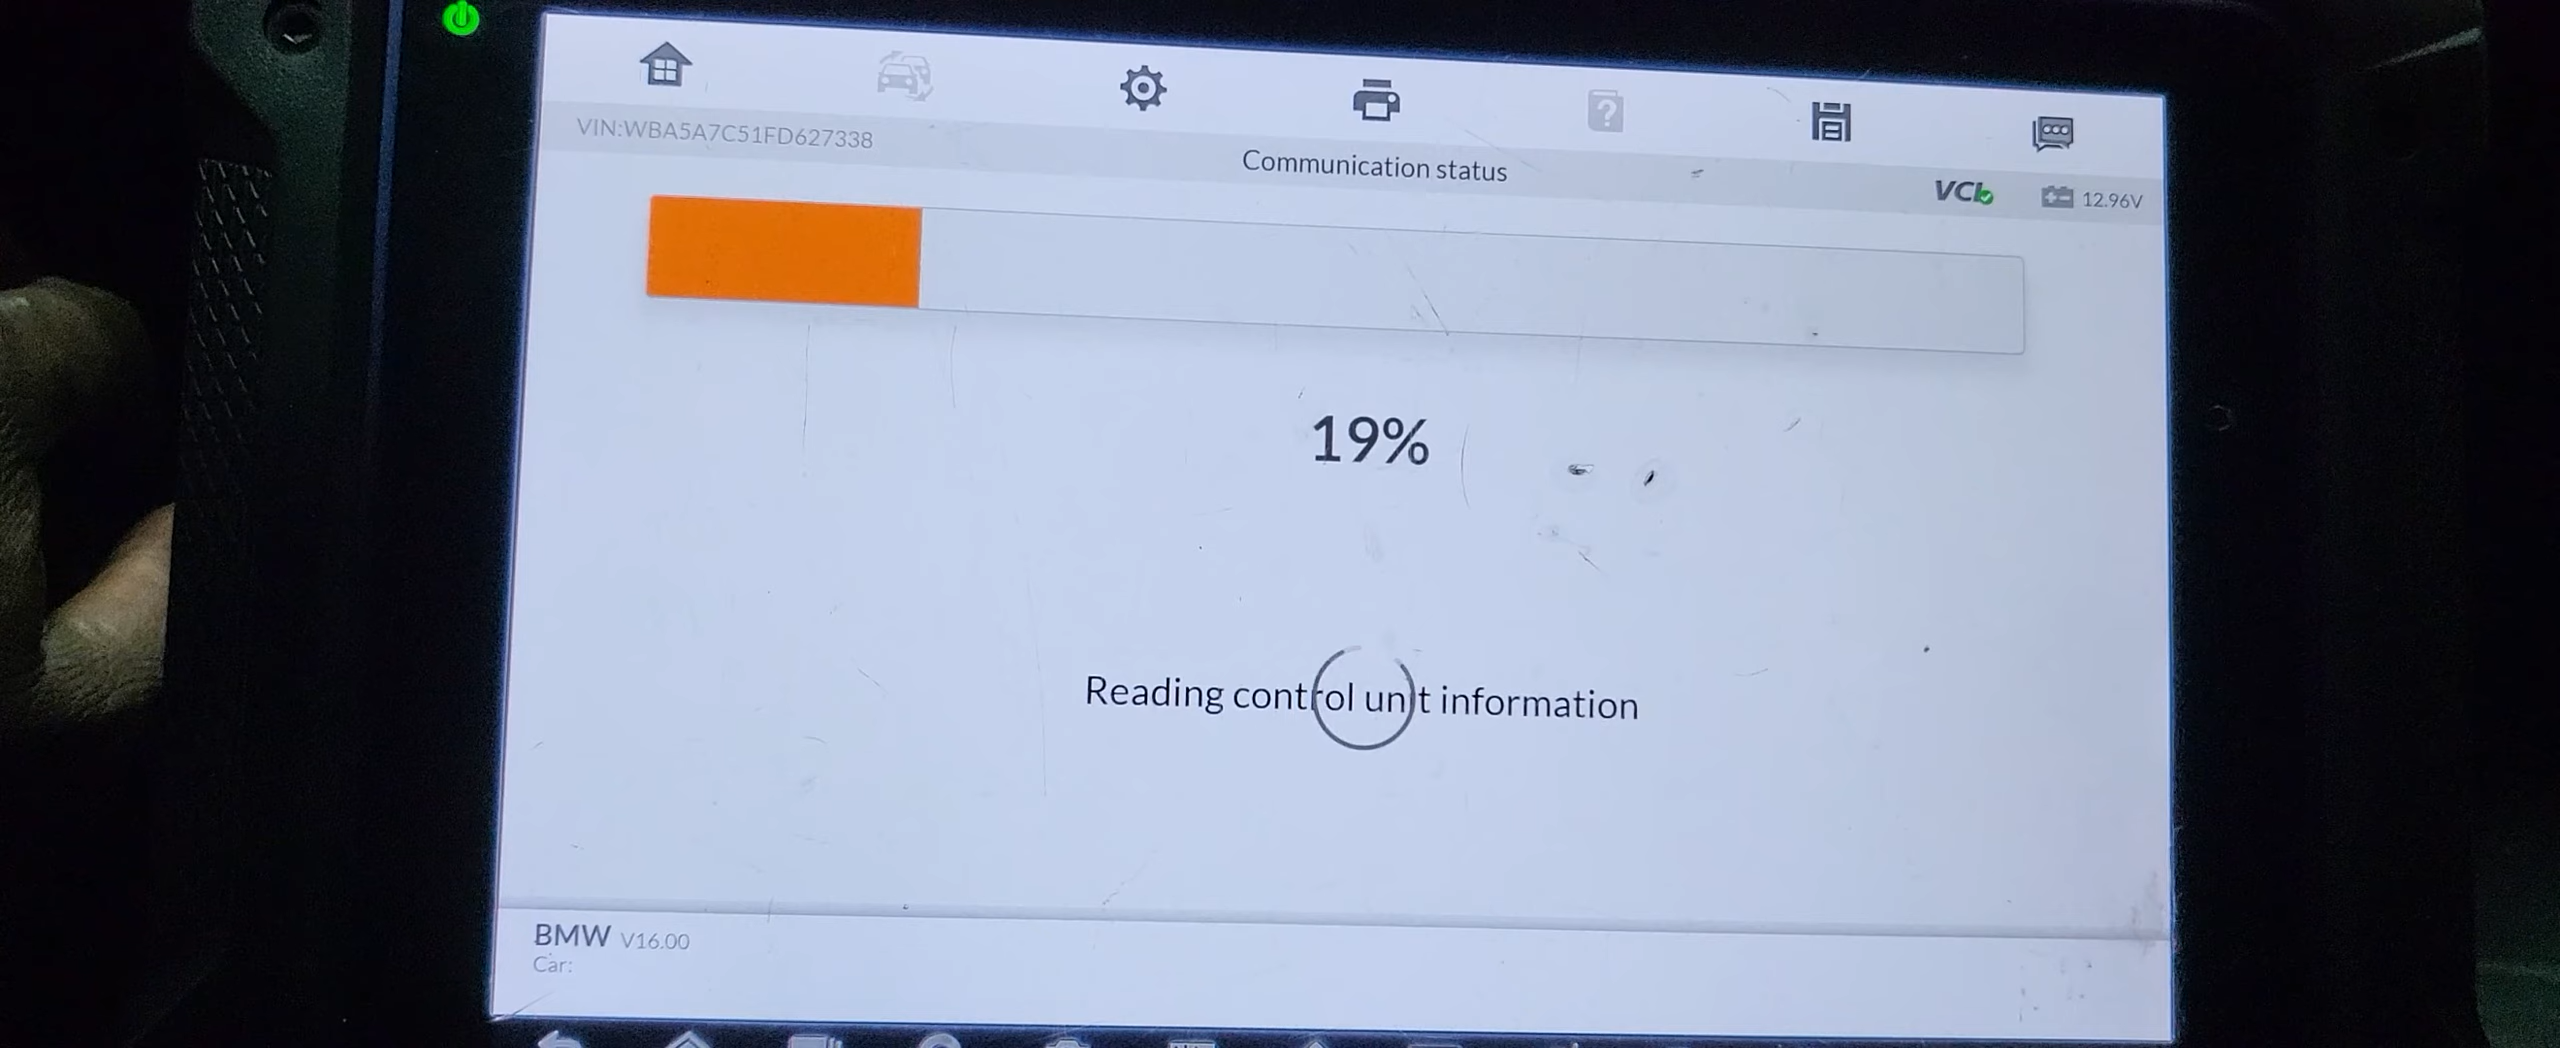 VIN:WBA5A7C51FD627338
Communication status
VCI
12.96V
19%
Reading control unit information
BMW V16.00
Car: